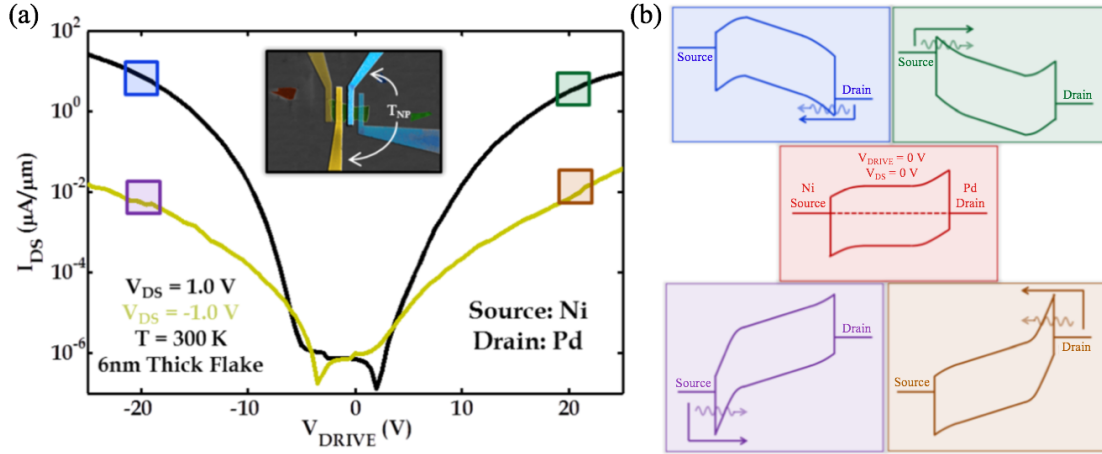 (a)
10²
10⁰
10⁻²
10⁻⁴
10⁻⁶
I_DS (μA/μm)
T_NP
V_DS = 1.0 V
V_DS = -1.0 V
T = 300 K
6nm Thick Flake
Source: Ni
Drain: Pd
-20 -10 0 10 20
V_DRIVE (V)
(b)
Source
Drain
Source
Drain
V_DRIVE = 0 V
V_DS = 0V
Ni
Source
Pd
Drain
Source
Drain
Source
Drain